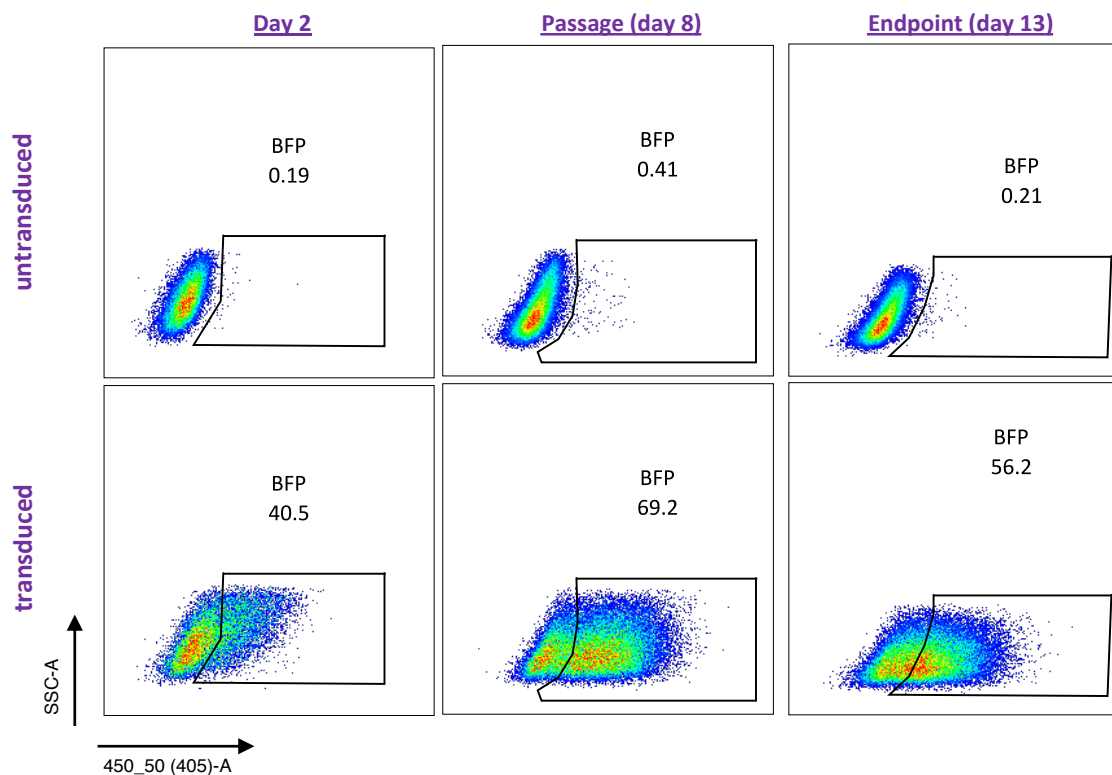 Day 2
Passage (day 8)
Endpoint (day 13)
untransduced
BFP
0.19
BFP
0.41
BFP
0.21
transduced
BFP
40.5
BFP
69.2
BFP
56.2
SSC-A
450_50 (405)-A